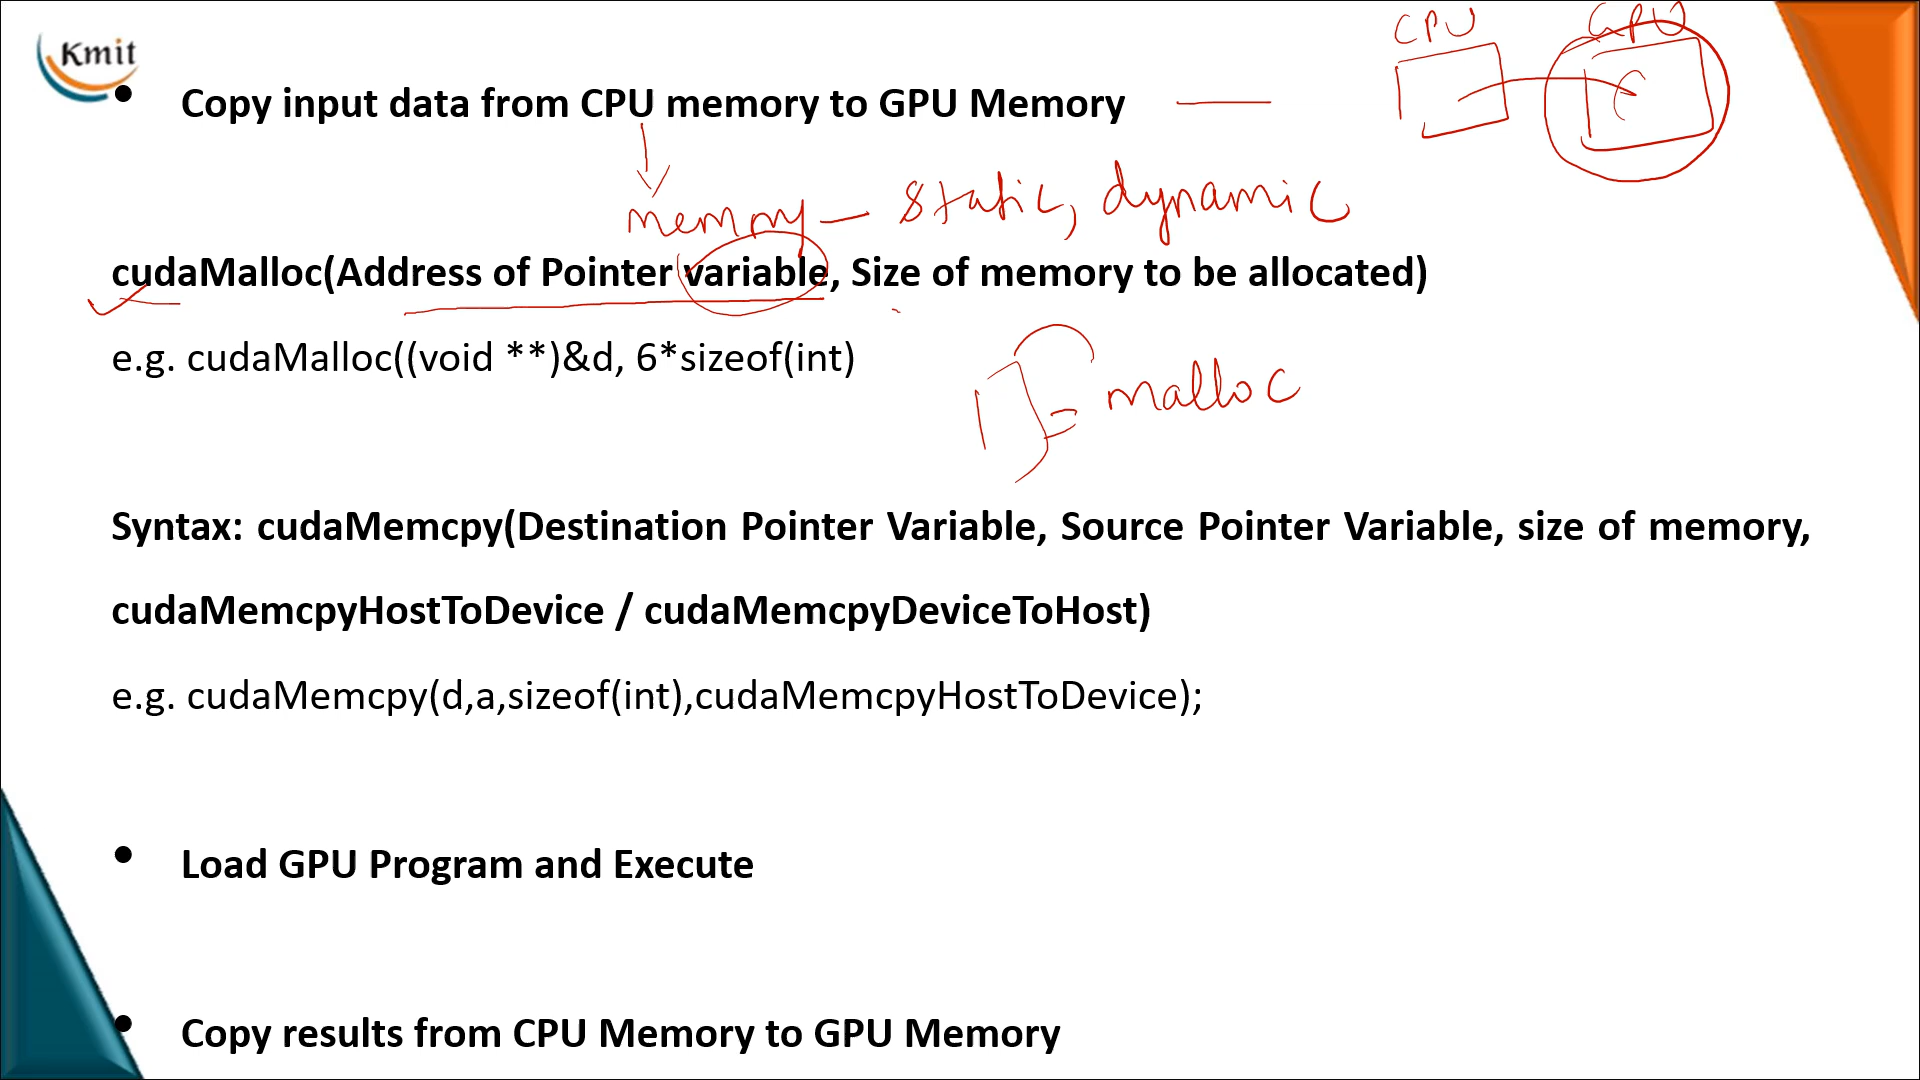 CPU GPU
Kmit
• Copy input data from CPU memory to GPU Memory
memory - static, dynamic
cudaMalloc(Address of Pointer variable, Size of memory to be allocated)
e.g. cudaMalloc((void **)&d, 6*sizeof(int)
= malloc
Syntax: cudaMemcpy(Destination Pointer Variable, Source Pointer Variable, size of memory,
cudaMemcpyHostToDevice / cudaMemcpyDeviceToHost)
e.g. cudaMemcpy(d,a,sizeof(int),cudaMemcpyHostToDevice);
• Load GPU Program and Execute
• Copy results from CPU Memory to GPU Memory